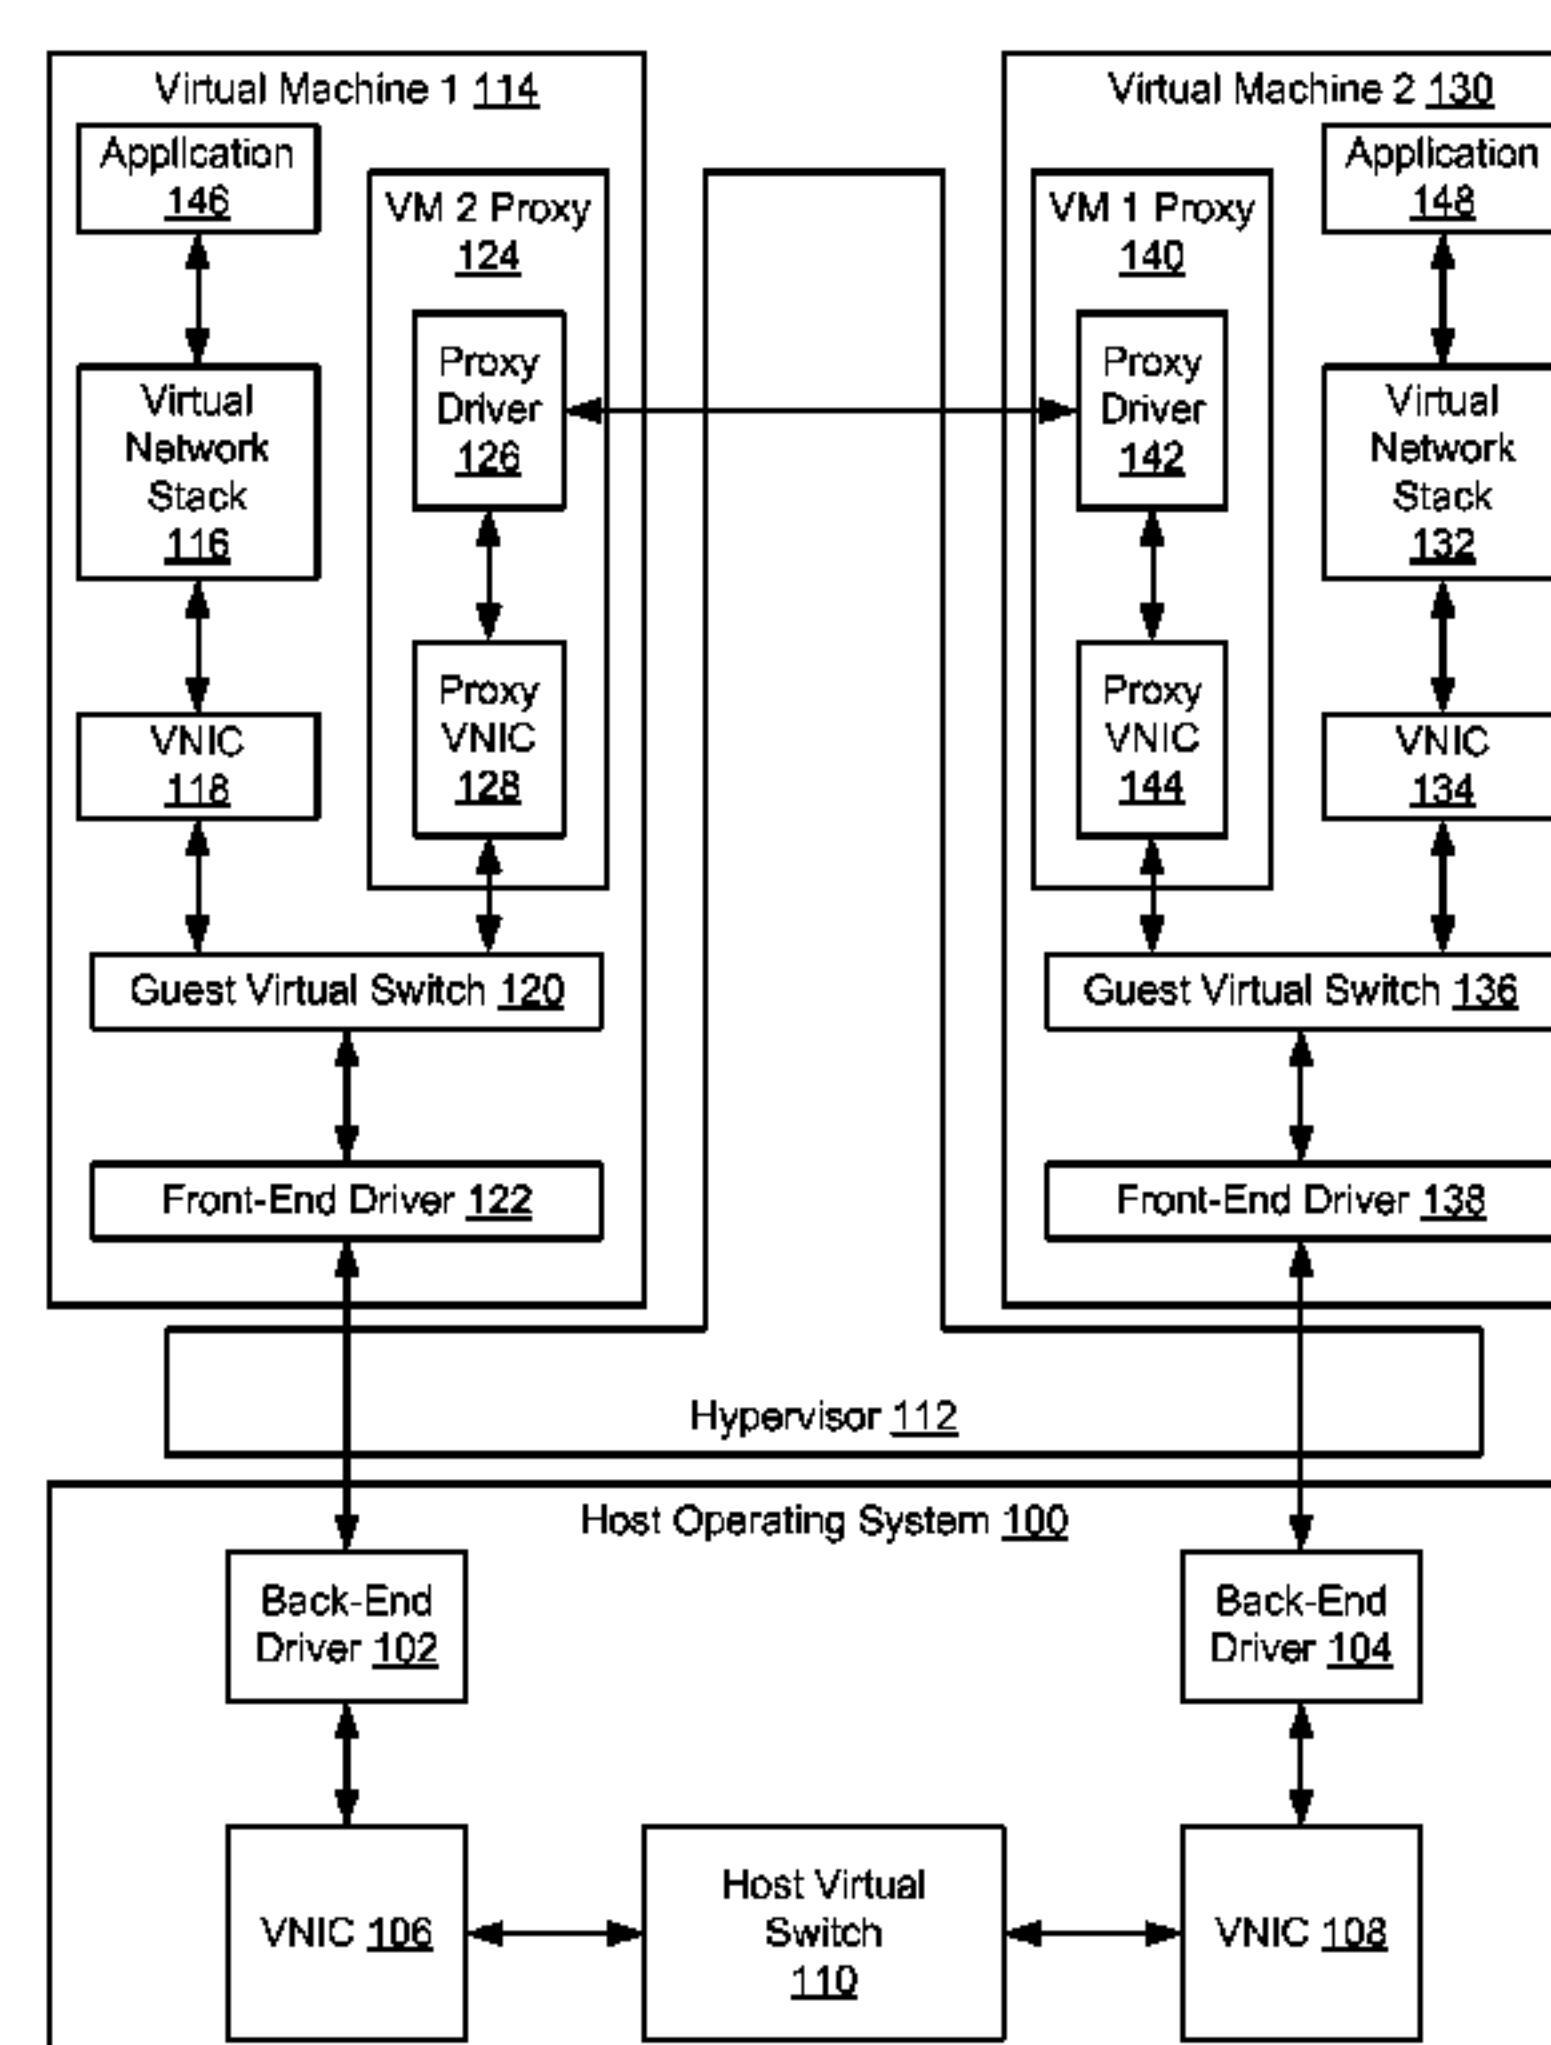 Virtual Machine 1 114
Application
146
Virtual
Network
Stack
116
VNIC
118
VM 2 Proxy
124
Proxy
Driver
126
Proxy
VNIC
128
Guest Virtual Switch 120
Front-End Driver 122
Virtual Machine 2 130
VM 1 Proxy
140
Proxy
Driver
142
Proxy
VNIC
144
Application
148
Virtual
Network
Stack
132
VNIC
134
Guest Virtual Switch 136
Front-End Driver 138
Hypervisor 112
Host Operating System 100
Back-End
Driver 102
Back-End
Driver 104
VNIC 106
Host Virtual
Switch
110
VNIC 108